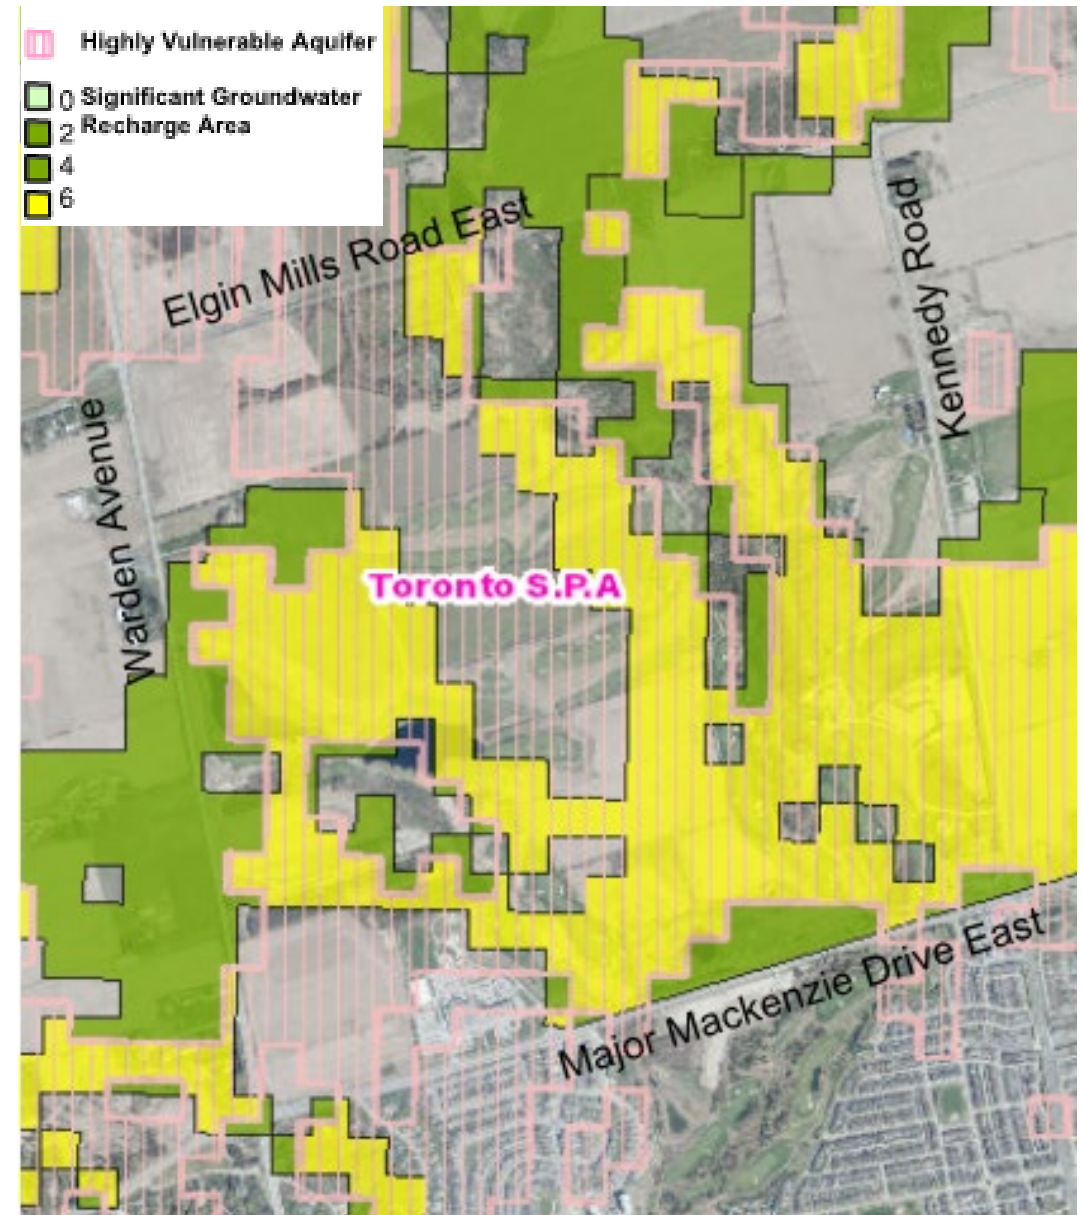 Highly Vulnerable Aquifer
0 Significant Groundwater
2 Recharge Area
4
6
Elgin Mills Road East
Kennedy Road
Warden Avenue
Toronto S.P.A
Major Mackenzie Drive East